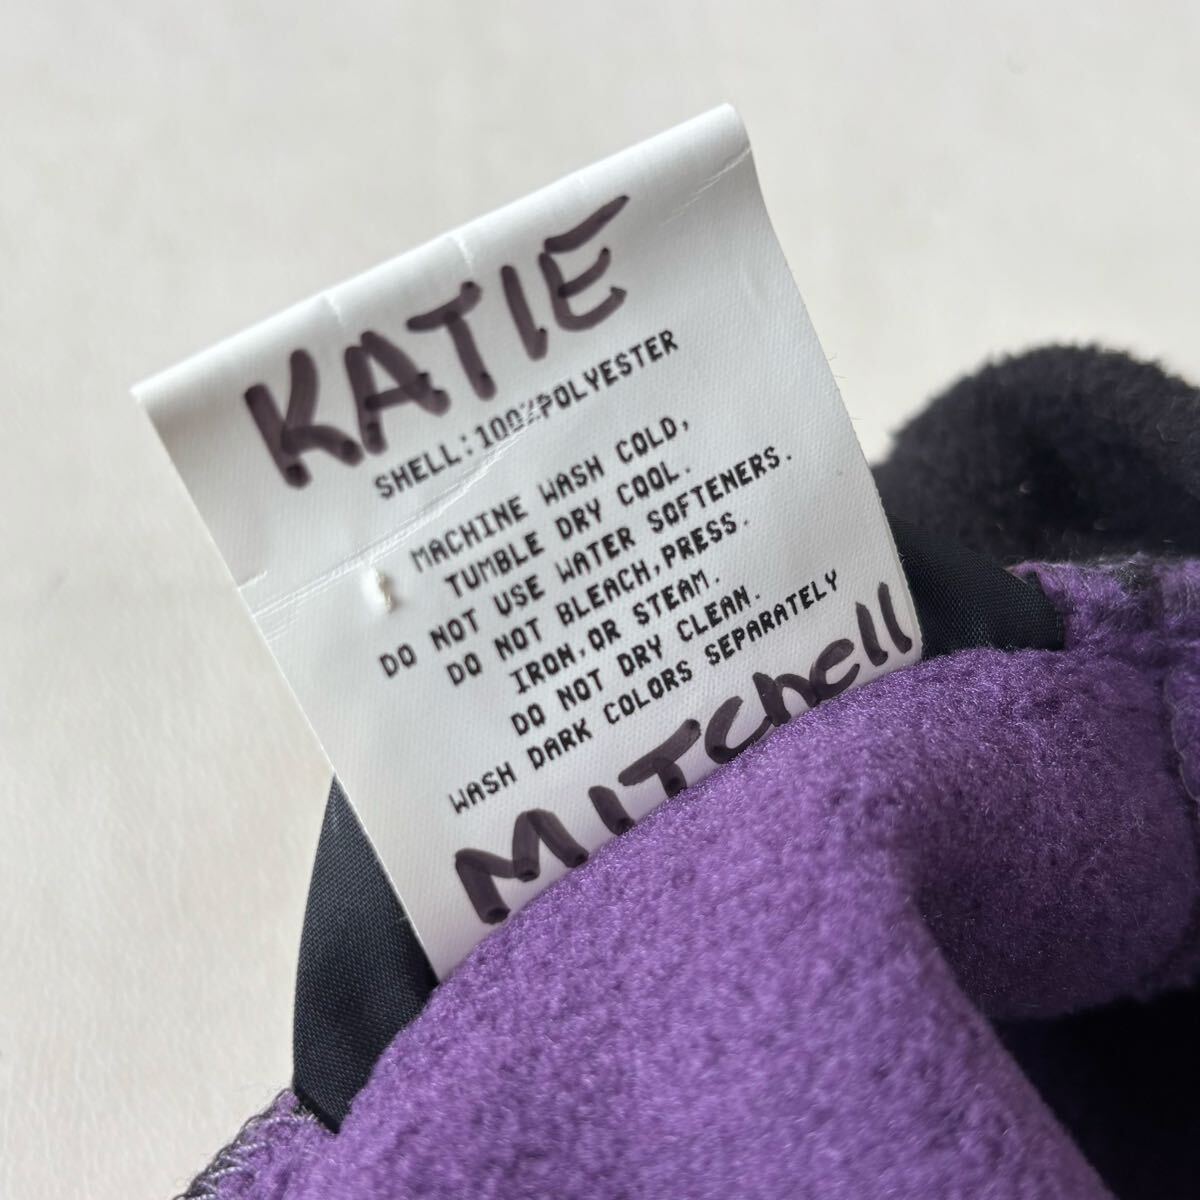 KATIE
SHELL:100%POLYESTER
MACHINE WASH COLD,
TUMBLE DRY COOL.
DO NOT USE WATER SOFTENERS.
DO NOT BLEACH,PRESS.
IRON,OR STEAM.
DO NOT DRY CLEAN.
WASH DARK COLORS SEPARATELY
MITchell